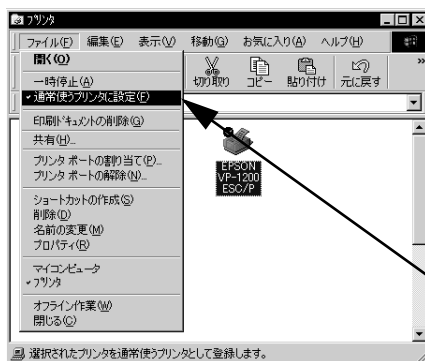 プリンタ
ファイル(F) 編集(E) 表示(V) 移動(G) お気に入り(A) ヘルプ(H)
開く(O)
一時停止(A)
通常使うプリンタに設定(F)
印刷ドキュメントの削除(G)
共有(H)...
プリンタ ポートの割り当て(P)...
プリンタ ポートの解除(N)...
ショートカットの作成(S)
削除(D)
名前の変更(M)
プロパティ(R)
マイコンピュータ
プリンタ
オフライン作業(W)
閉じる(C)
切り取り コピー 貼り付け 元に戻す
»
EPSON
VP-1200
ESC/P
選択されたプリンタを通常使うプリンタとして登録します。